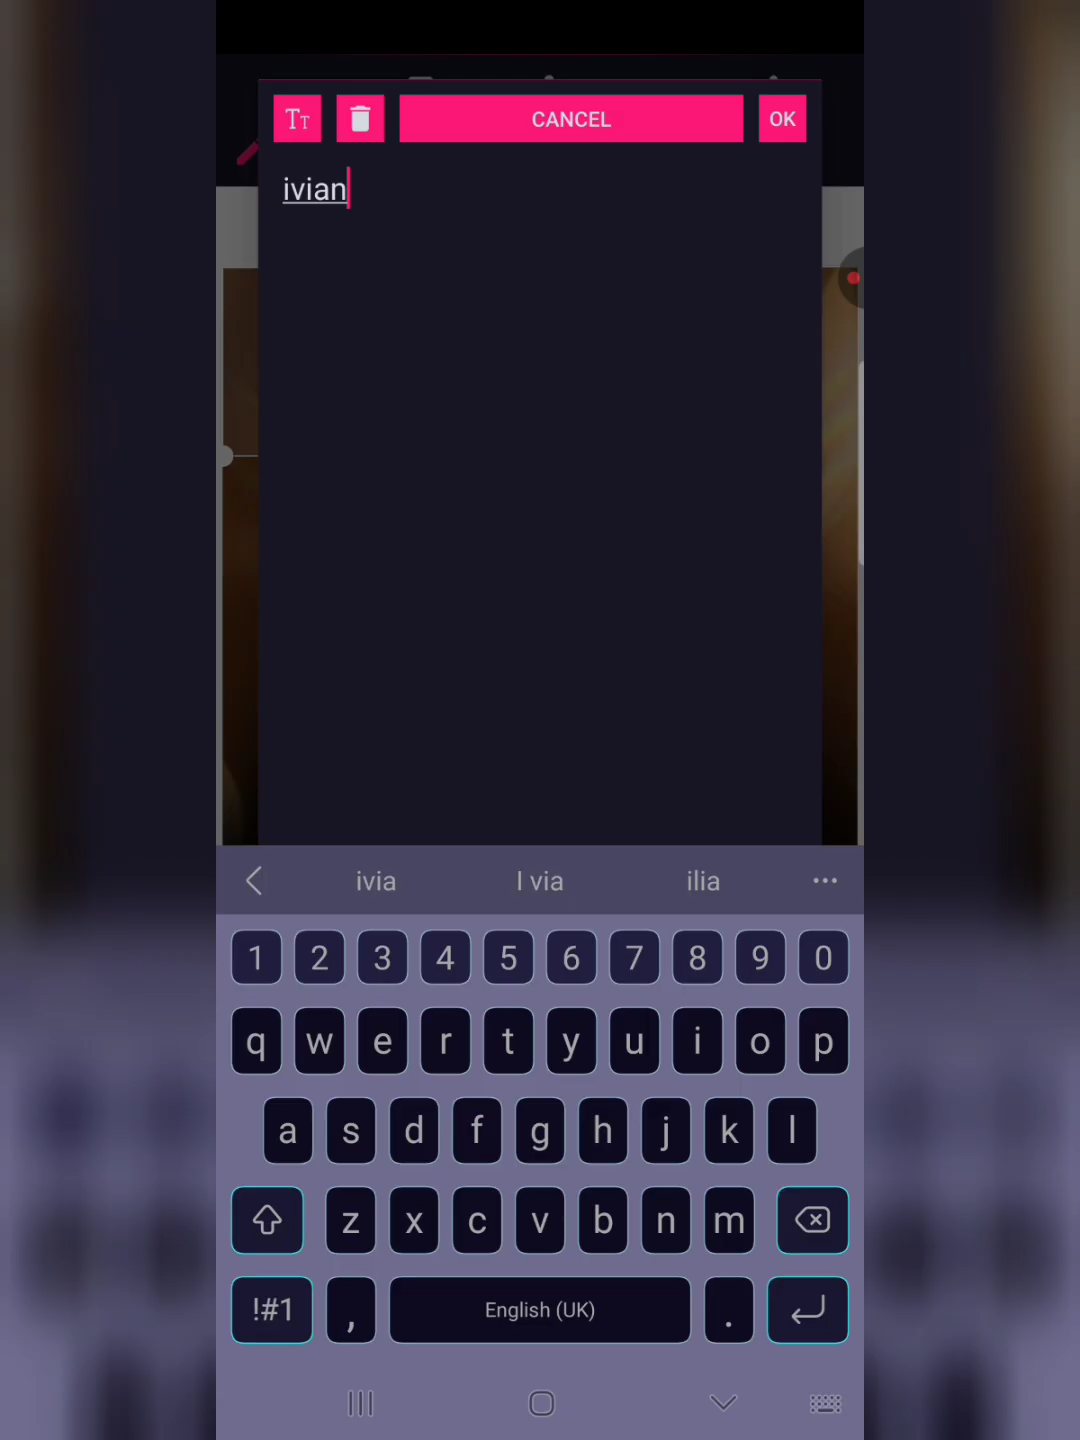 Tт CANCEL OK
ivian
ivia I via ilia
1 2 3 4 5 6 7 8 9 0
q w e r t y u i o p
a s d f g h j k l
z x c v b n m
!#1 , English (UK) .